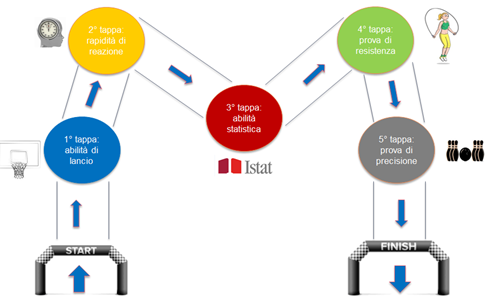 START
1° tappa:
abilità di
lancio
2° tappa:
rapidità di
reazione
3° tappa:
abilità
statistica
Istat
4° tappa:
prova di
resistenza
5° tappa:
prova di
precisione
FINISH